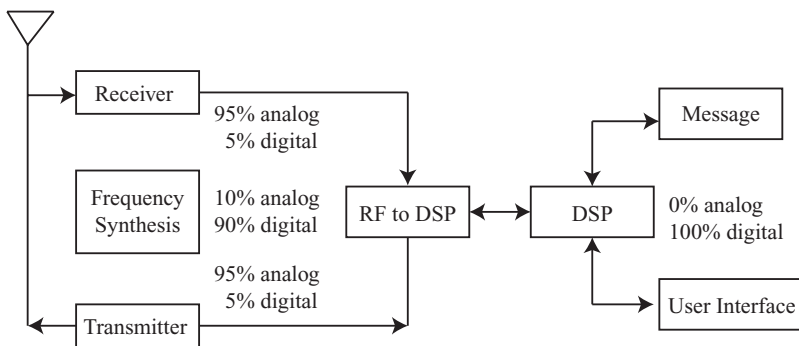 Receiver
95% analog
5% digital
Message
Frequency
Synthesis
10% analog
90% digital
RF to DSP
DSP
0% analog
100% digital
95% analog
5% digital
Transmitter
User Interface